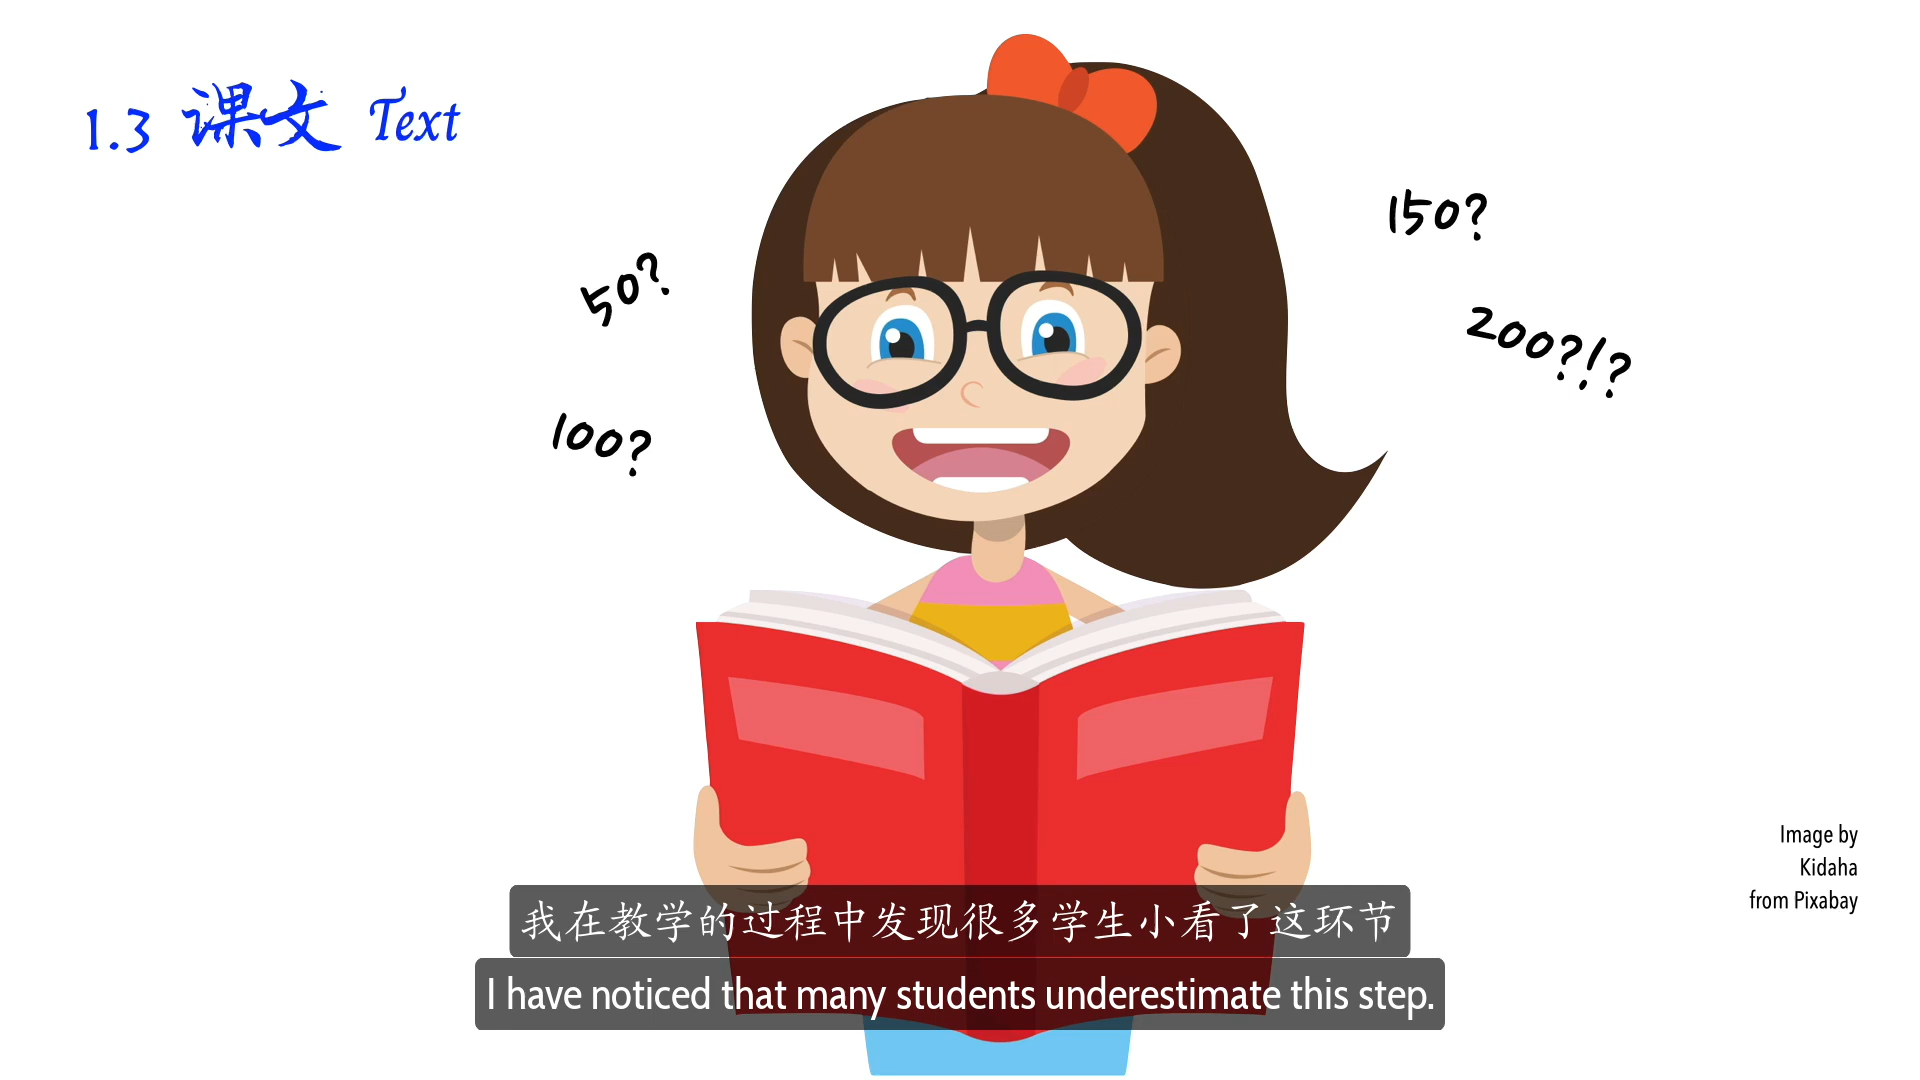 1.3 课文 Text
150?
50?
200?!?
100?
Image by
Kidaha
from Pixabay
我在教学的过程中发现很多学生小看了这环节
I have noticed that many students underestimate this step.